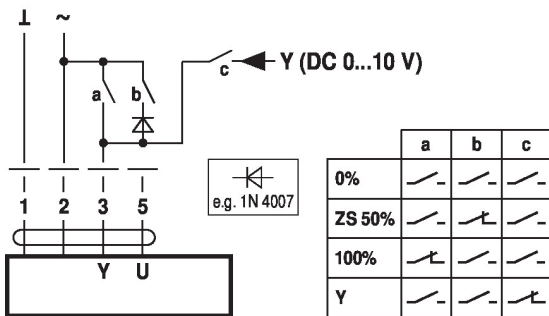 ⊥ ~
a b c Y (DC 0...10 V)
1 2 3 5
Y U
e.g. 1N 4007
a b c
0%
ZS 50%
100%
Y